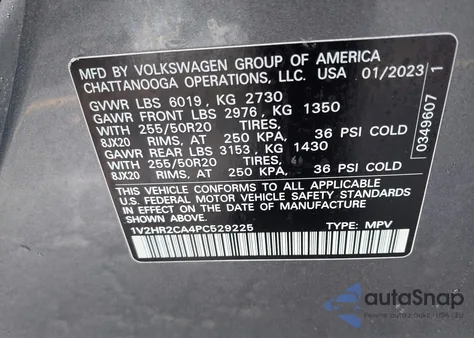 MFD BY VOLKSWAGEN GROUP OF AMERICA
CHATTANOOGA OPERATIONS, LLC. USA 01/2023
GVWR LBS 6019, KG 2730
GAWR FRONT LBS 2976, KG 1350
WITH 255/50R20 TIRES,
8JX20 RIMS, AT 250 KPA, 36 PSI COLD
GAWR REAR LBS 3153, KG 1430
WITH 255/50R20 TIRES,
8JX20 RIMS, AT 250 KPA, 36 PSI COLD
THIS VEHICLE CONFORMS TO ALL APPLICABLE
U.S. FEDERAL MOTOR VEHICLE SAFETY STANDARDS
IN EFFECT ON THE DATE OF MANUFACTURE
SHOWN ABOVE.
1V2HR2CA4PC529225 TYPE: MPV
0349607 1
autoSnap